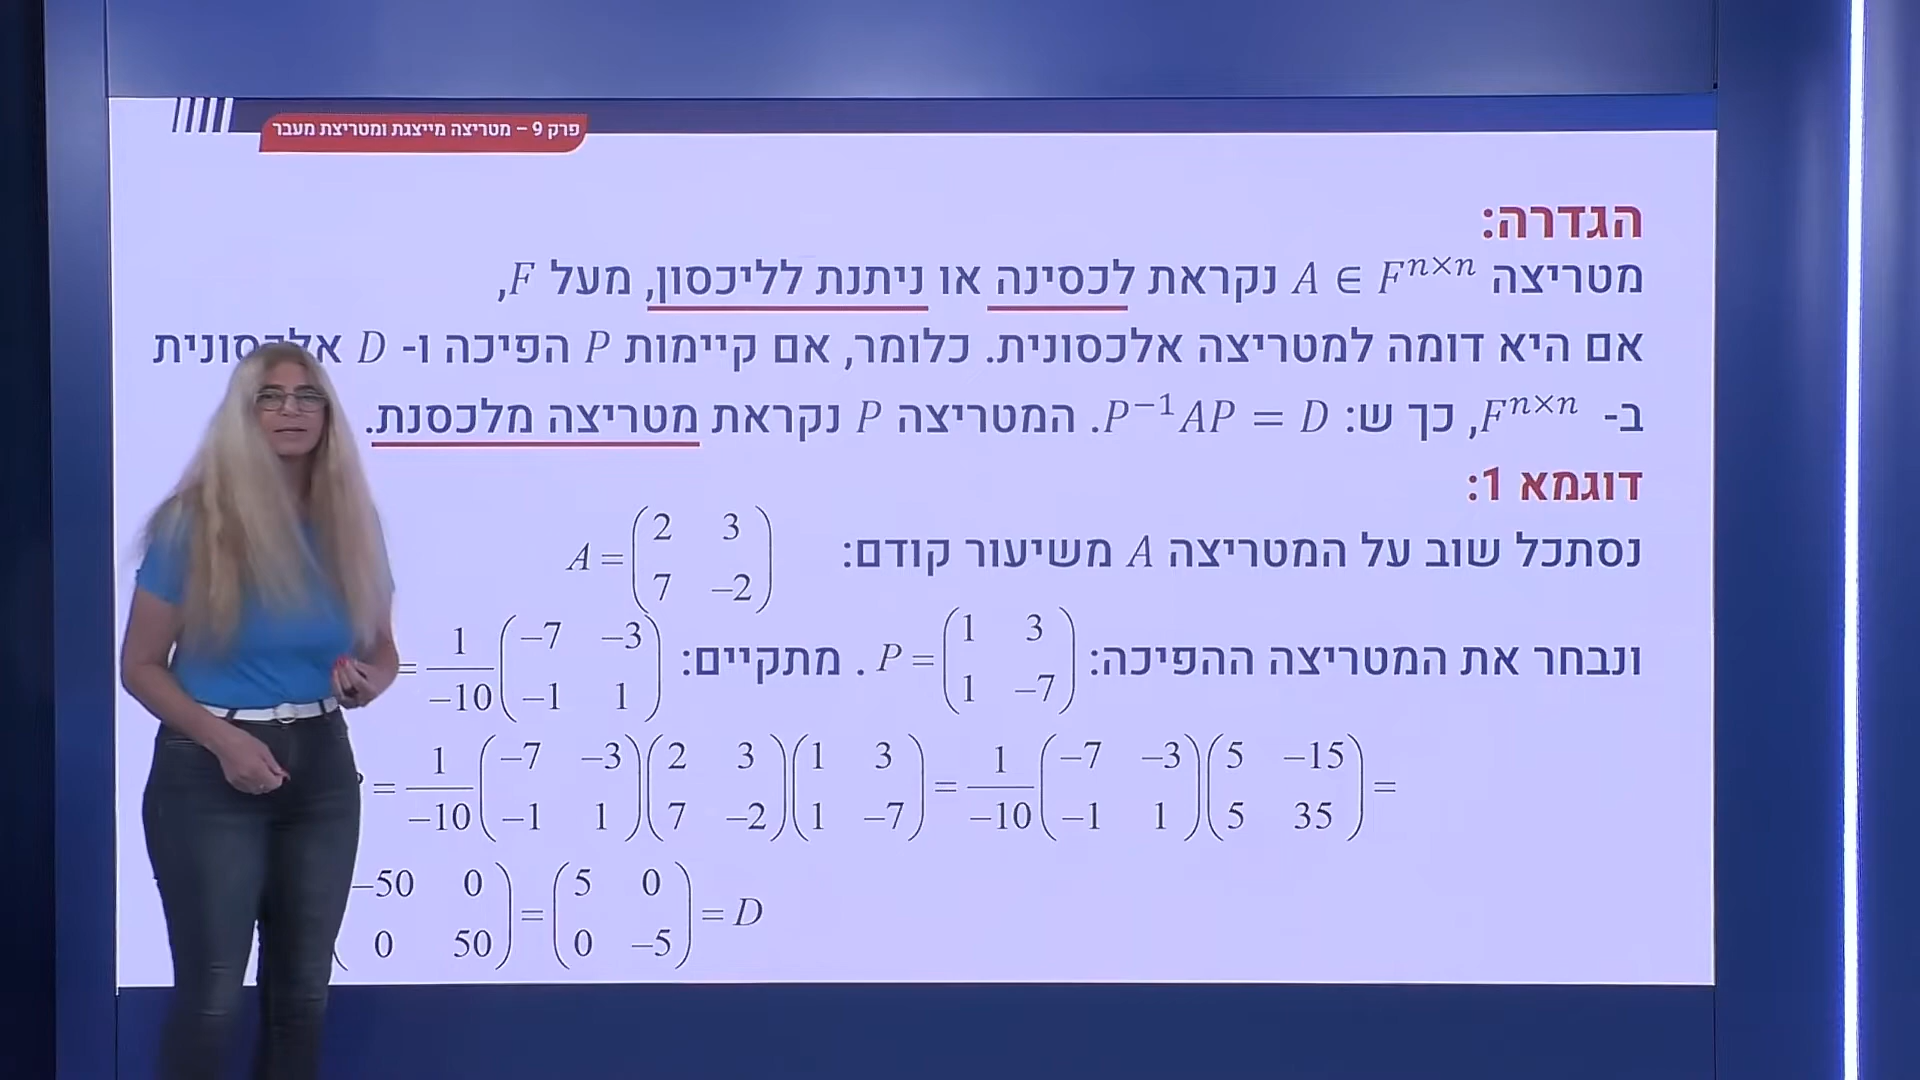 פרק 9 – מטריצה מייצגת ומטריצת מעבר
הגדרה:
מטריצה A ∈ F^{n×n} נקראת לכסינה או ניתנת לליכסון, מעל F,
אם היא דומה למטריצה אלכסונית. כלומר, אם קיימות P הפיכה ו- D אלכסונית
ב- F^{n×n}, כך ש: P^{-1}AP = D. המטריצה P נקראת מטריצה מלכסנת.
דוגמא 1:
נסתכל שוב על המטריצה A משיעור קודם: A = (2 3; 7 –2)
ונבחר את המטריצה ההפיכה: P = (1 3; 1 –7). מתקיים: = 1/–10 (–7 –3; –1 1)
= 1/–10 (–7 –3; –1 1)(2 3; 7 –2)(1 3; 1 –7) = 1/–10 (–7 –3; –1 1)(5 –15; 5 35) =
(–50 0; 0 50) = (5 0; 0 –5) = D